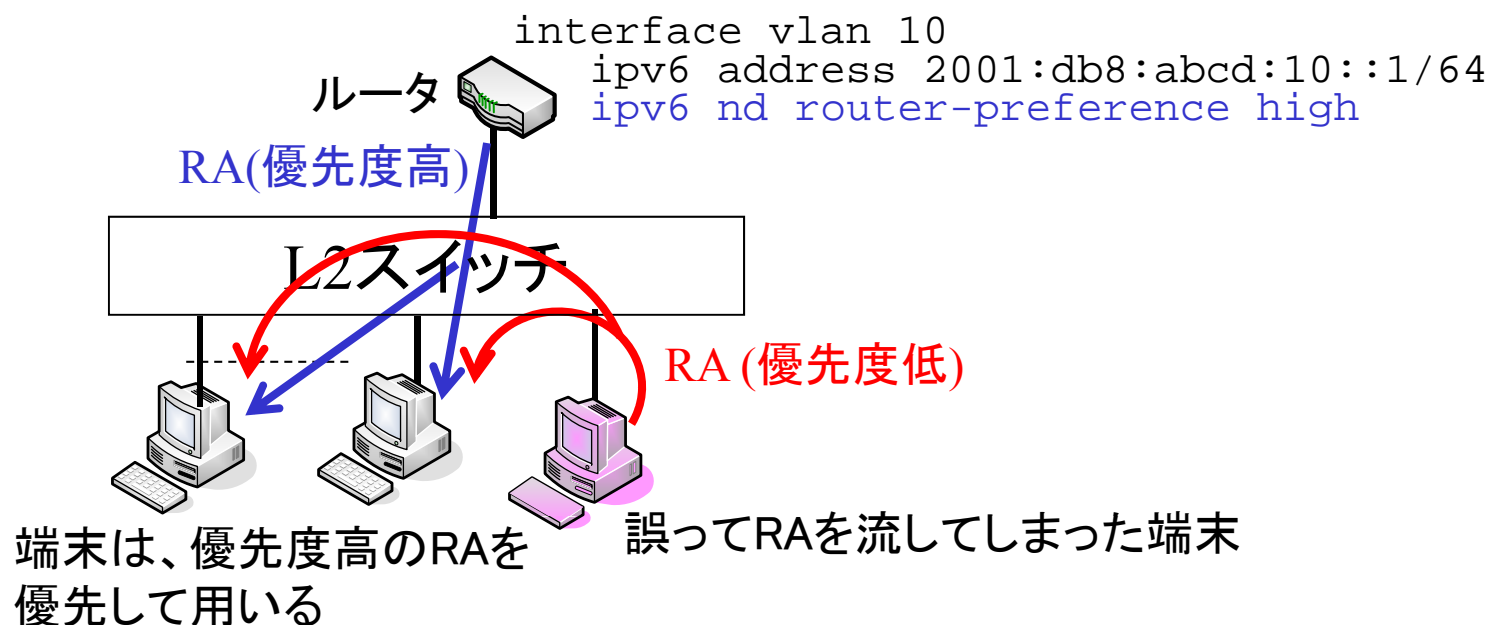 interface vlan 10
ipv6 address 2001:db8:abcd:10::1/64
ipv6 nd router-preference high
ルータ
RA(優先度高)
L2スイッチ
RA (優先度低)
誤ってRAを流してしまった端末
端末は、優先度高のRAを
優先して用いる